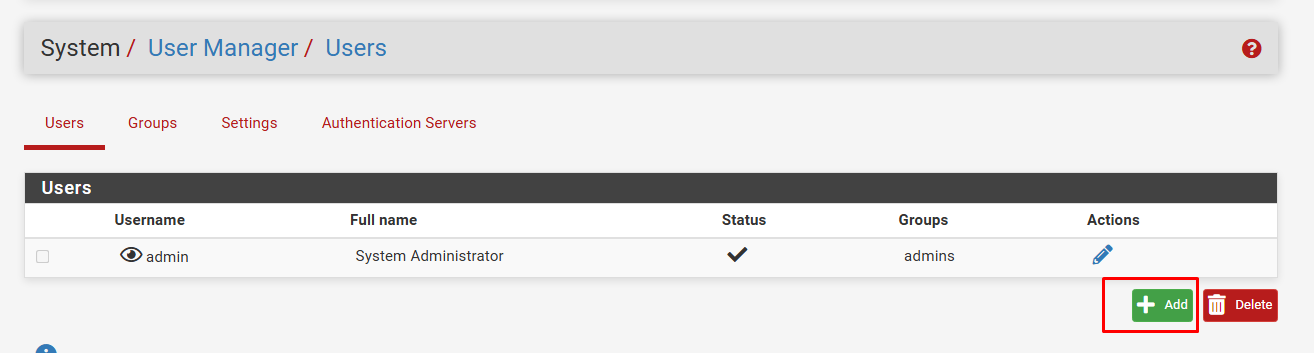 System / User Manager / Users
Users Groups Settings Authentication Servers
Users
Username Full name Status Groups Actions
admin System Administrator admins
Add Delete